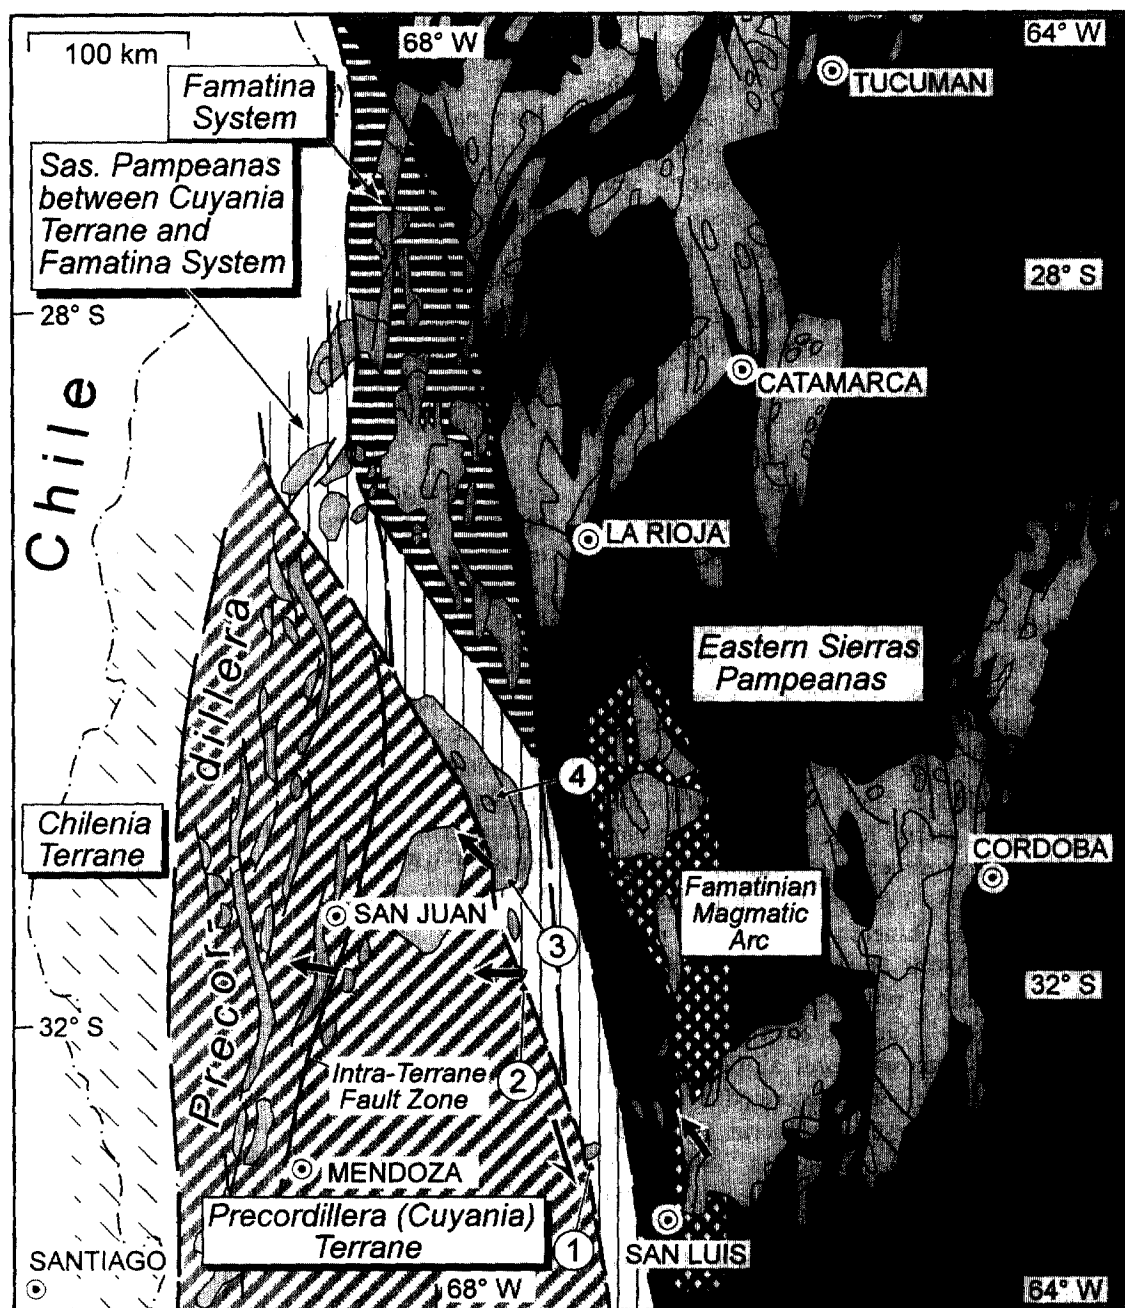 100 km
68° W
64° W
TUCUMAN
Famatina
System
Sas. Pampeanas
between Cuyania
Terrane and
Famatina System
28° S
28° S
Chile
CATAMARCA
LA RIOJA
Eastern Sierras
Pampeanas
Precor-
dillera
4
Chilenia
Terrane
CORDOBA
Famatinian
Magmatic
Arc
SAN JUAN
3
32° S
32° S
Intra-Terrane
Fault Zone
2
MENDOZA
Precordillera (Cuyania)
Terrane
1
SAN LUIS
SANTIAGO
68° W
64° W